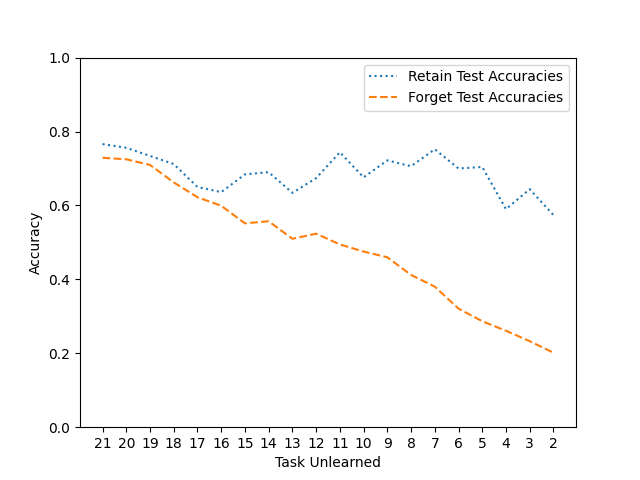 Retain Test Accuracies
Forget Test Accuracies
1.0
0.8
0.6
0.4
0.2
0.0
Accuracy
21 20 19 18 17 16 15 14 13 12 11 10 9 8 7 6 5 4 3 2
Task Unlearned